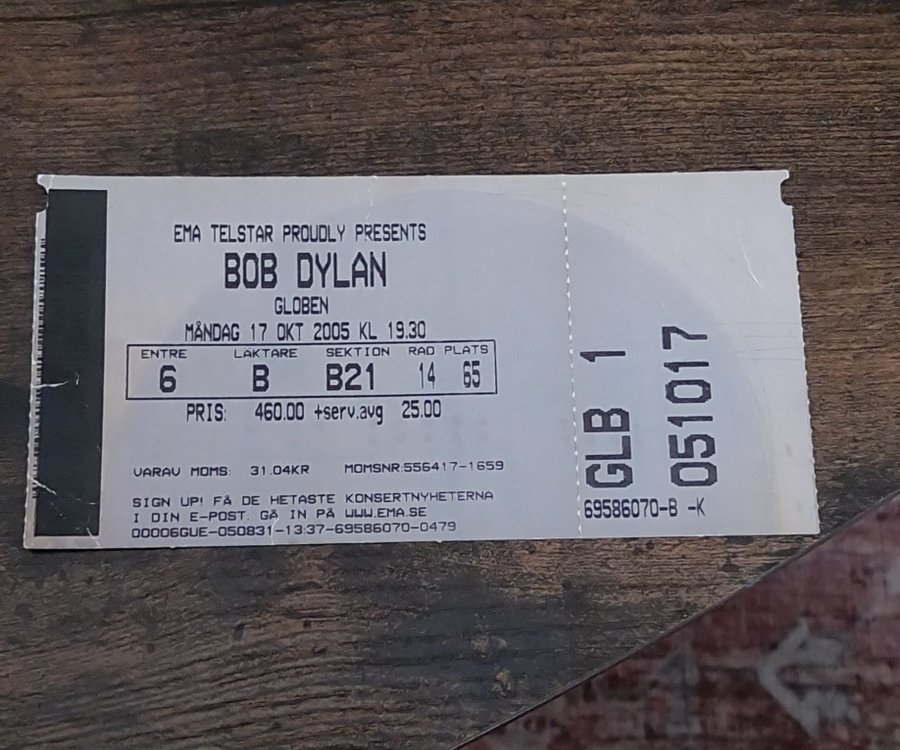 EMA TELSTAR PROUDLY PRESENTS
BOB DYLAN
GLOBEN
MÅNDAG 17 OKT 2005 KL 19.30
ENTRE LÄKTARE SEKTION RAD PLATS
6 B B21 14 65
PRIS: 460.00 +serv.avg 25.00
VARAV MOMS: 31.04KR MOMSNR:556417-1659
SIGN UP! FÅ DE HETASTE KONSERTNYHETERNA
I DIN E-POST. GÅ IN PÅ WWW.EMA.SE
00006GUE-050831-13:37-69586070-0479
GLB 1
051017
69586070-B -K